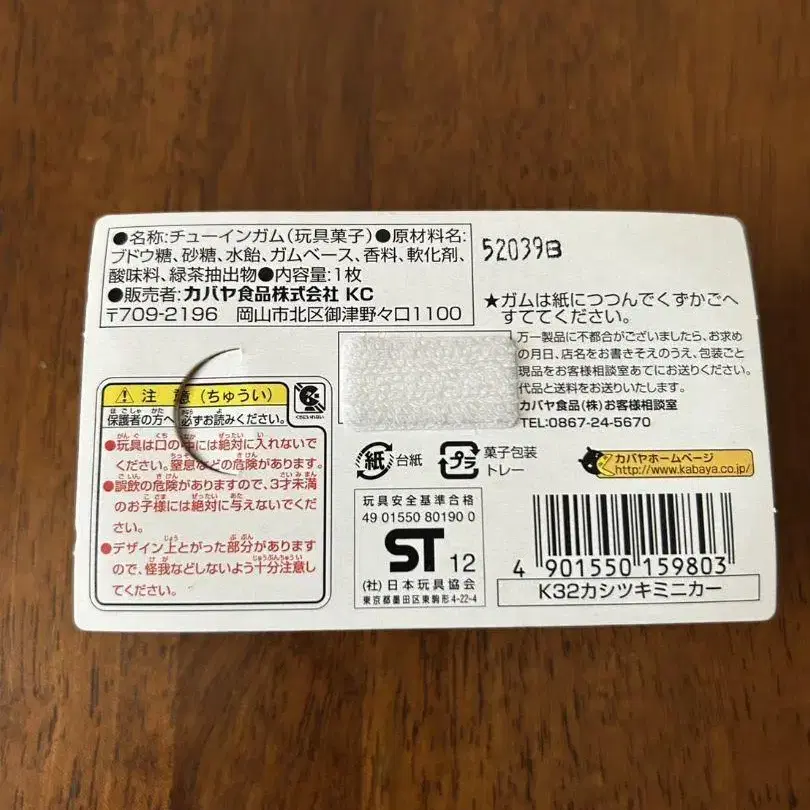 ●名称:チューインガム(玩具菓子)●原材料名:
ブドウ糖、砂糖、水飴、ガムベース、香料、軟化剤、
酸味料、緑茶抽出物●内容量:1枚
●販売者:カバヤ食品株式会社 KC
〒709-2196 岡山市北区御津野々口1100
52039B
★ガムは紙につつんでくずかごへ
すててください。
万一製品に不都合がございましたら、お求め
の月日、店名をお書きそえのうえ、包装ごと
現品をお客様相談室あてにお送りください。
代品と送料をお送りいたします。
カバヤ食品(株)お客様相談室
TEL:0867-24-5670
注意(ちゅうい)
保護者の方へ 必ずお読みください。
●玩具は口の中には絶対に入れないで
ください。窒息などの危険があります。
●誤飲の危険がありますので、3才未満
のお子様には絶対に与えないでくだ
さい。
●デザイン上とがった部分があります
ので、怪我などしないよう十分注意し
てください。
紙 台紙
プラ 菓子包装
トレー
カバヤホームページ
http://www.kabaya.co.jp/
玩具安全基準合格
49 01550 80190 0
ST 12
(社)日本玩具協会
東京都墨田区東駒形4-22-4
4 901550 159803
K32カシツキミニカー